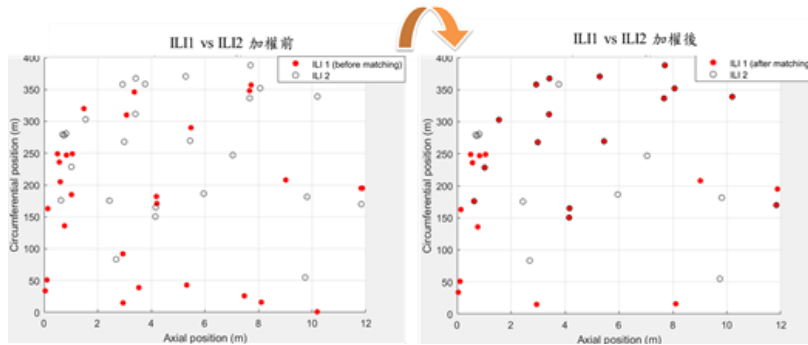 ILI1 vs ILI2 加權前
ILI 1 (before matching)
ILI 2
Circumferential position (m)
400
350
300
250
200
150
100
50
0
0 2 4 6 8 10 12
Axial position (m)
ILI1 vs ILI2 加權後
ILI 1 (after matching)
ILI 2
Circumferential position (m)
400
350
300
250
200
150
100
50
0
0 2 4 6 8 10 12
Axial position (m)